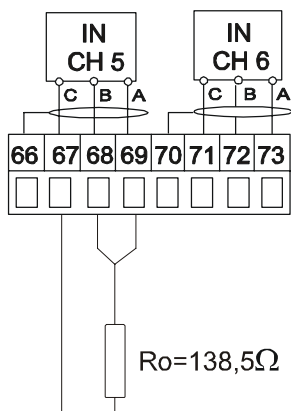 IN IN
CH 5 CH 6
C B A C B A
66 67 68 69 70 71 72 73
Ro=138,5Ω